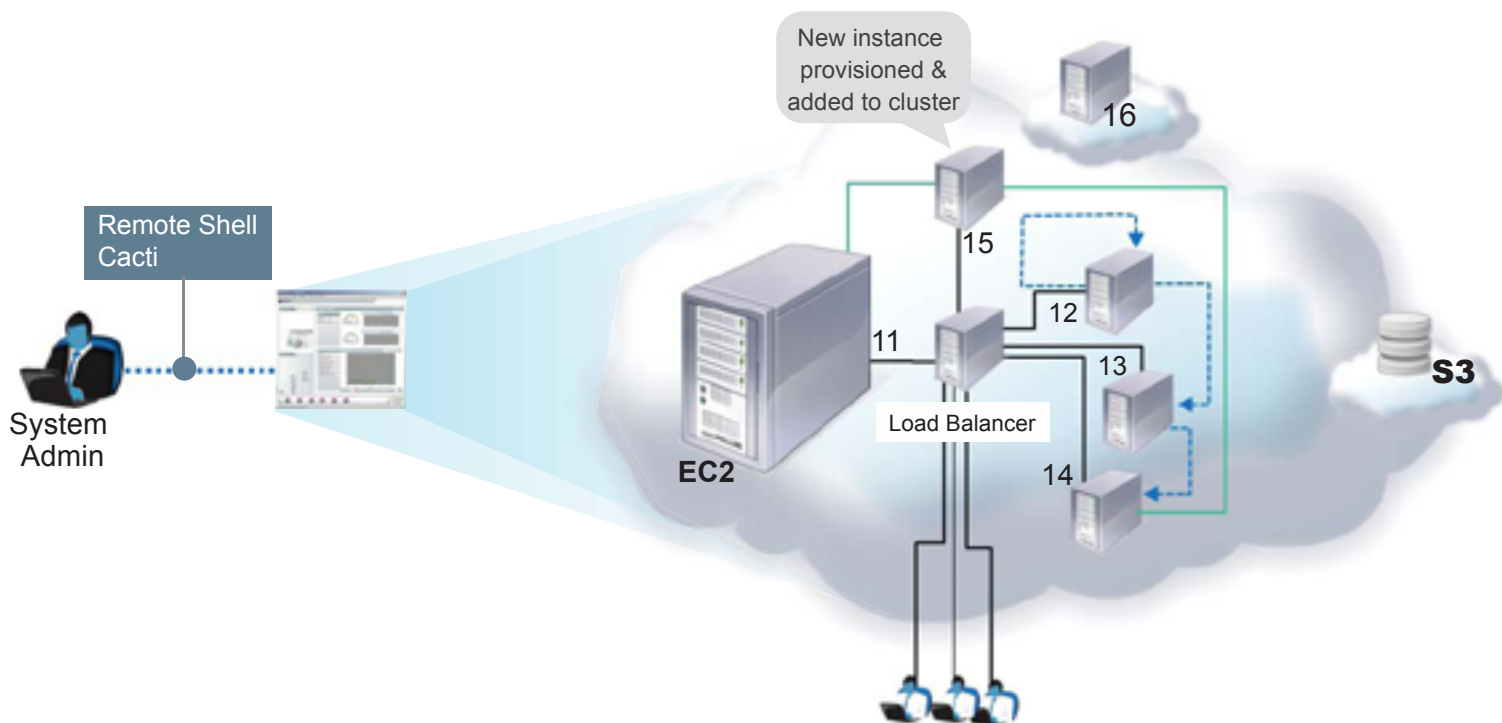 New instance
provisioned &
added to cluster
16
Remote Shell
Cacti
15
12
11
13
S3
Load Balancer
System
Admin
EC2
14